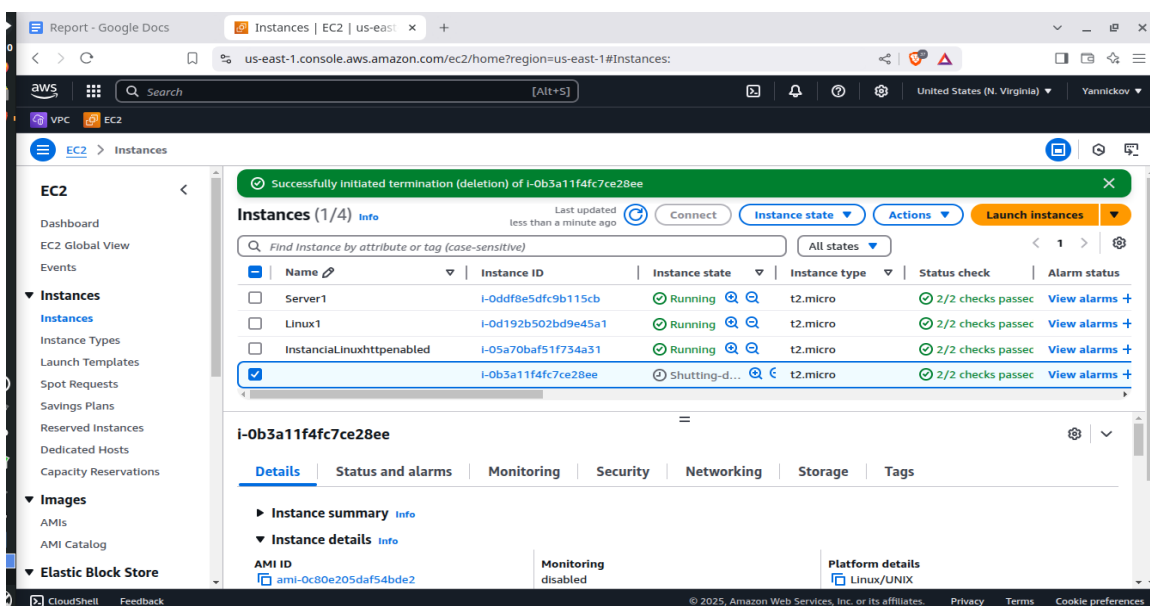 Report - Google Docs
Instances | EC2 | us-east
us-east-1.console.aws.amazon.com/ec2/home?region=us-east-1#Instances:
aws Search [Alt+S] United States (N. Virginia) ▼ Yannickov ▼
VPC EC2
EC2 > Instances
EC2
Dashboard
EC2 Global View
Events
▼ Instances
Instances
Instance Types
Launch Templates
Spot Requests
Savings Plans
Reserved Instances
Dedicated Hosts
Capacity Reservations
▼ Images
AMIs
AMI Catalog
▼ Elastic Block Store
Successfully initiated termination (deletion) of i-0b3a11f4fc7ce28ee
Instances (1/4) Info
Last updated
less than a minute ago
Connect Instance state ▼ Actions ▼ Launch instances ▼
Find Instance by attribute or tag (case-sensitive) All states ▼ < 1 >
Name Instance ID Instance state Instance type Status check Alarm status
Server1 i-0ddf8e5dfc9b115cb Running t2.micro 2/2 checks passec View alarms +
Linux1 i-0d192b502bd9e45a1 Running t2.micro 2/2 checks passec View alarms +
InstanciaLinuxhttpenabled i-05a70baf51f734a31 Running t2.micro 2/2 checks passec View alarms +
i-0b3a11f4fc7ce28ee Shutting-d... t2.micro 2/2 checks passec View alarms +
i-0b3a11f4fc7ce28ee
Details Status and alarms Monitoring Security Networking Storage Tags
▶ Instance summary Info
▼ Instance details Info
AMI ID Monitoring Platform details
ami-0c80e205daf54bde2 disabled Linux/UNIX
CloudShell Feedback © 2025, Amazon Web Services, Inc. or its affiliates. Privacy Terms Cookie preferences